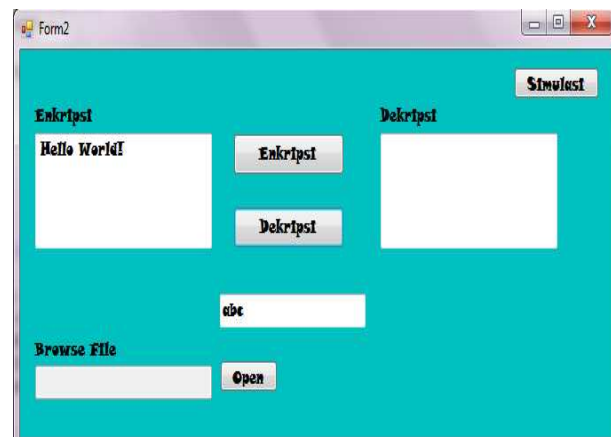 Form2
Simulasi
Enkripsi
Dekripsi
Hello World!
Enkripsi
Dekripsi
abc
Browse File
Open